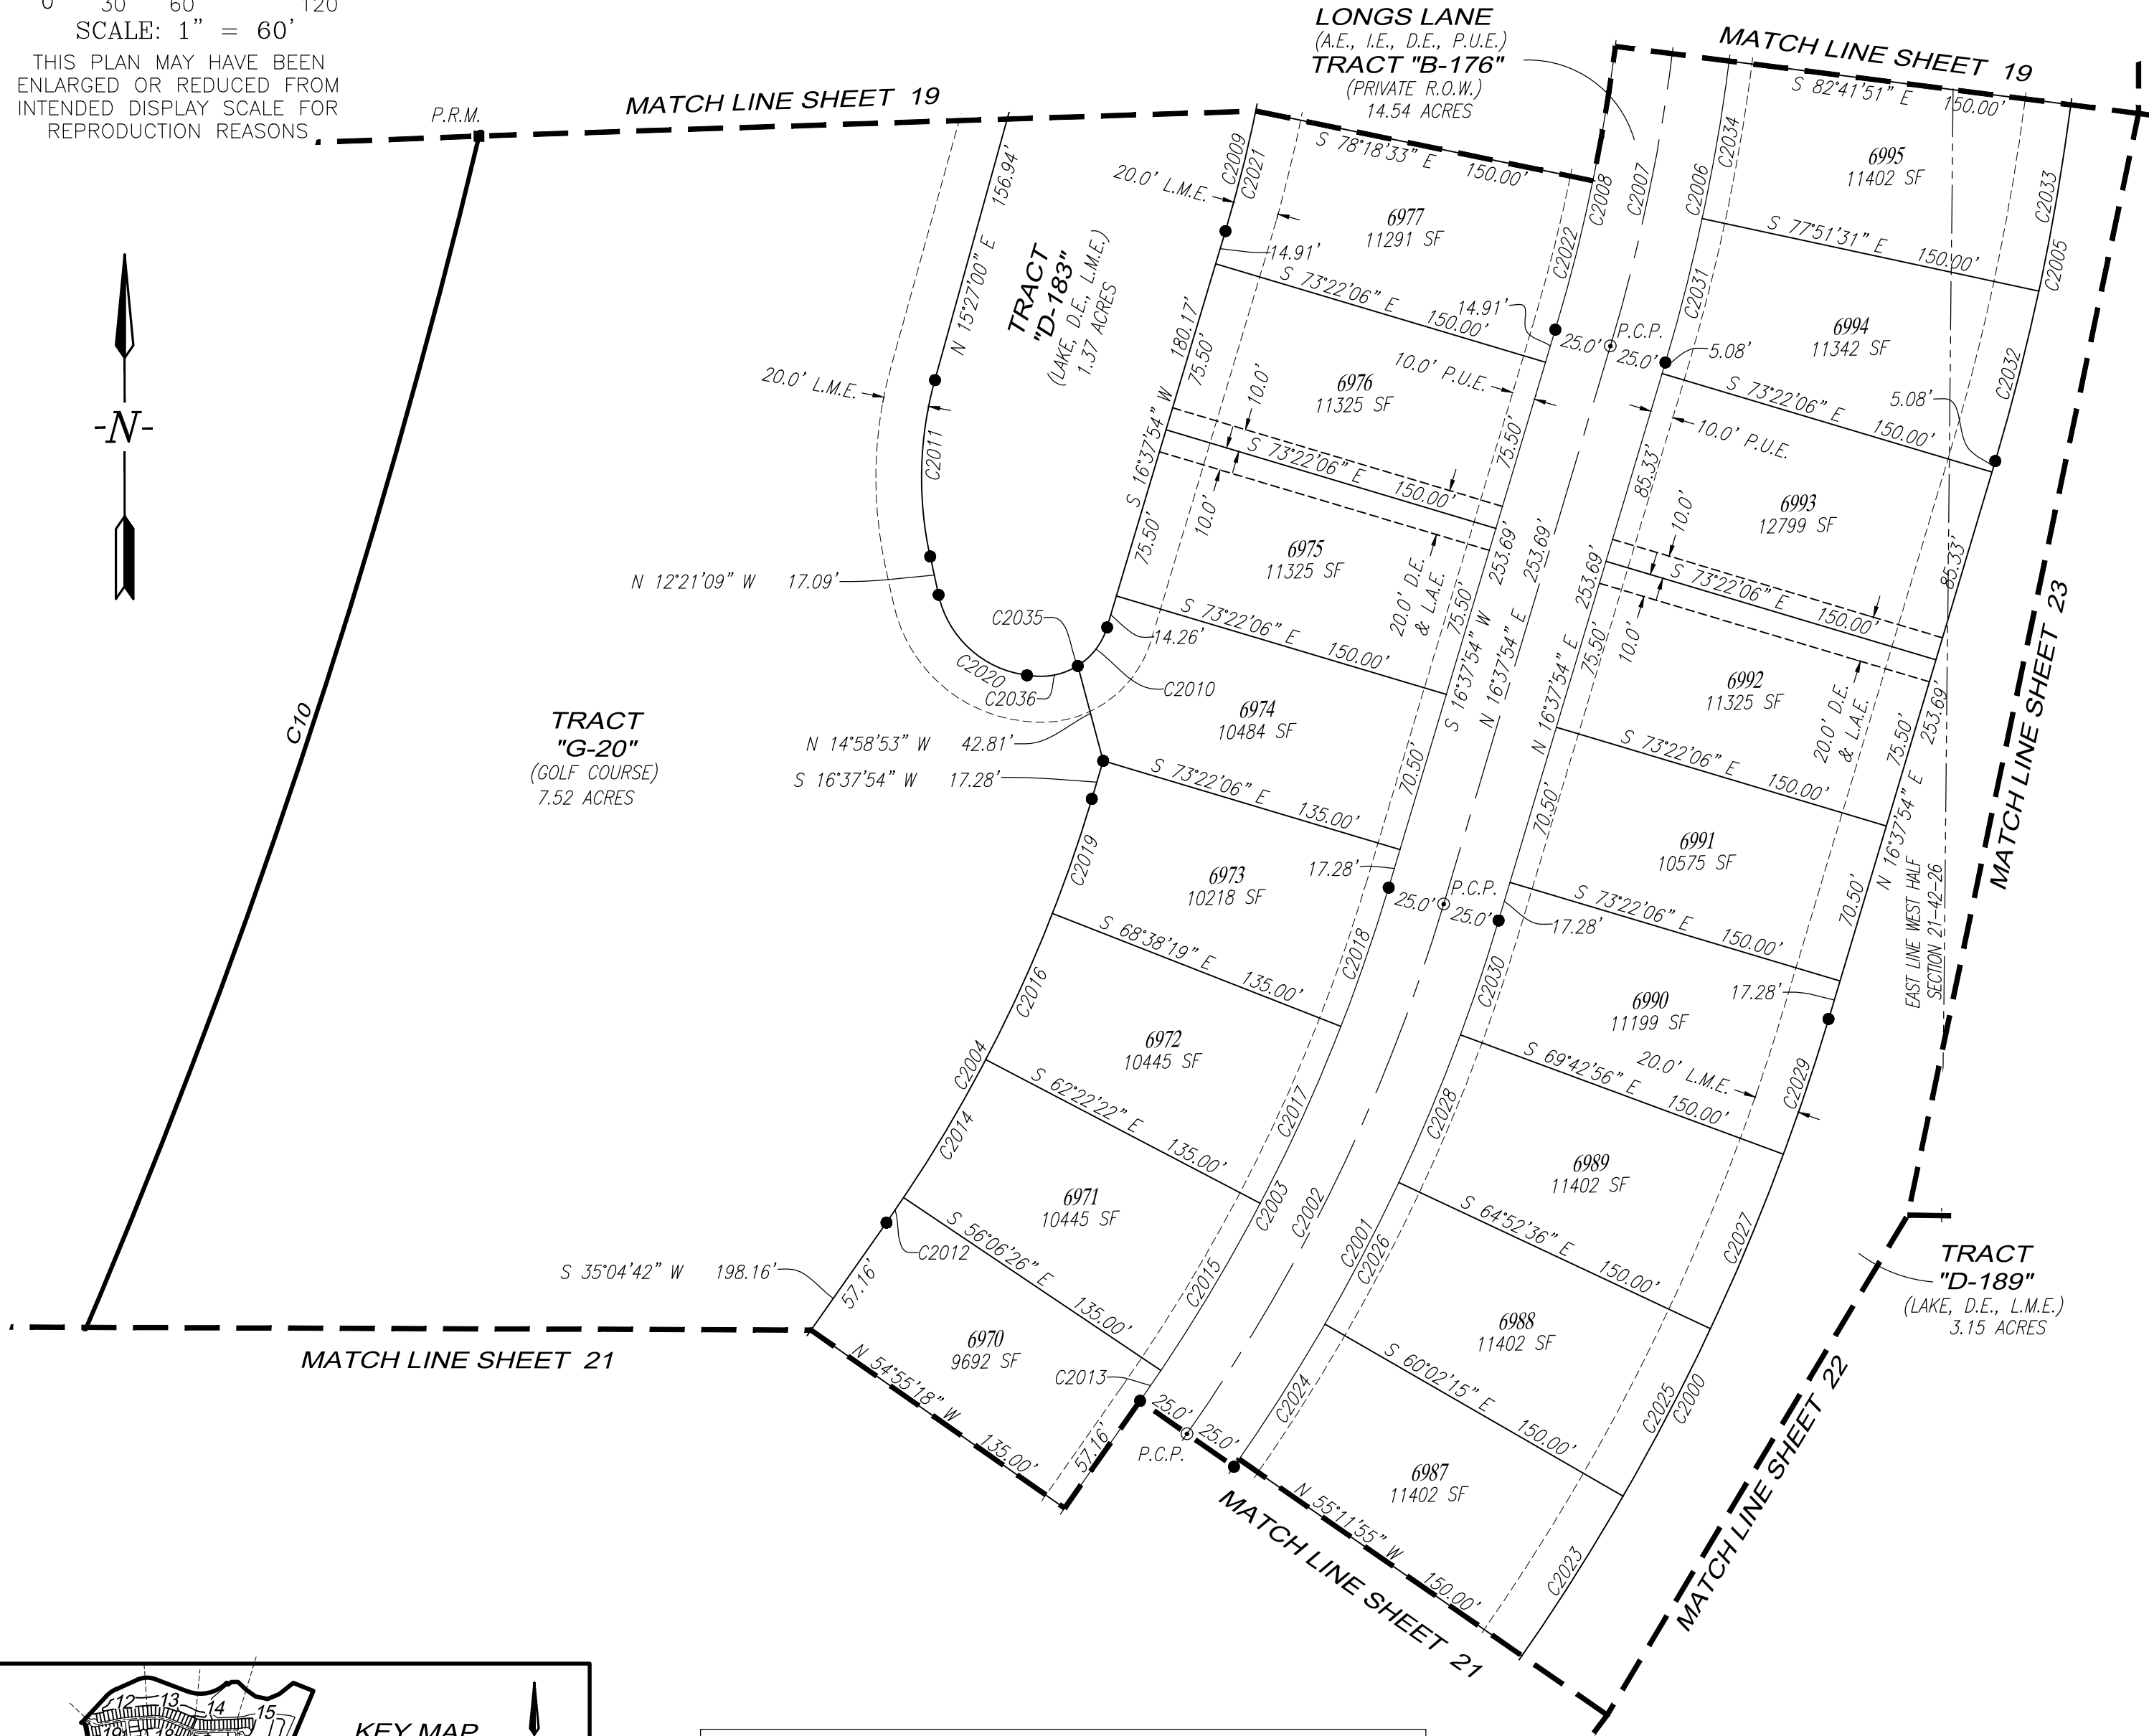 0 30 60 120
SCALE: 1" = 60'
THIS PLAN MAY HAVE BEEN
ENLARGED OR REDUCED FROM
INTENDED DISPLAY SCALE FOR
REPRODUCTION REASONS
-N-
P.R.M.
MATCH LINE SHEET 19
LONGS LANE
(A.E., I.E., D.E., P.U.E.)
TRACT "B-176"
(PRIVATE R.O.W.)
14.54 ACRES
MATCH LINE SHEET 19
S 82°41'51" E 150.00'
C2009
C2021
S 78°18'33" E 150.00'
20.0' L.M.E.
156.94'
N 15°27'00" E
TRACT
"D-183"
(LAKE, D.E., L.M.E.)
1.37 ACRES
6977
11291 SF
14.91'
S 73°22'06" E 150.00'
C2008
C2007
C2022
C2006
C2034
6995
11402 SF
C2033
C2005
S 77°51'31" E 150.00'
14.91'
25.0'
P.C.P.
25.0'
5.08'
C2031
6994
11342 SF
C2032
5.08'
S 73°22'06" E 150.00'
20.0' L.M.E.
C2011
180.17'
75.50'
S 16°37'54" W
6976
11325 SF
10.0'
10.0' P.U.E.
75.50'
S 73°22'06" E 150.00'
10.0'
10.0' P.U.E.
85.33'
10.0'
6993
12799 SF
85.33'
75.50'
6975
11325 SF
20.0' D.E.
& L.A.E.
253.69'
253.69'
75.50'
S 16°37'54" W
N 16°37'54" E
253.69'
75.50'
N 16°37'54" E
S 73°22'06" E 150.00'
10.0'
6992
11325 SF
20.0' D.E.
& L.A.E.
75.50'
253.69'
N 16°37'54" E
MATCH LINE SHEET 23
N 12°21'09" W 17.09'
C2035
14.26'
C2020
C2036
C2010
S 73°22'06" E 150.00'
6974
10484 SF
70.50'
N 14°58'53" W 42.81'
S 16°37'54" W 17.28'
TRACT
"G-20"
(GOLF COURSE)
7.52 ACRES
C10
S 73°22'06" E 135.00'
S 73°22'06" E 150.00'
70.50'
6991
10575 SF
70.50'
EAST LINE WEST HALF
SECTION 21-42-26
C2019
6973
10218 SF
17.28'
25.0'
P.C.P.
25.0'
17.28'
S 73°22'06" E 150.00'
17.28'
S 68°38'19" E 135.00'
C2018
C2030
6990
11199 SF
C2016
6972
10445 SF
S 69°42'56" E 150.00'
20.0' L.M.E.
C2029
C2004
S 62°22'22" E 135.00'
C2017
C2028
6989
11402 SF
C2014
6971
10445 SF
C2003
C2002
C2001
C2026
S 64°52'36" E 150.00'
C2027
C2012
S 56°06'26" E 135.00'
C2015
S 35°04'42" W 198.16'
57.16'
TRACT
"D-189"
(LAKE, D.E., L.M.E.)
3.15 ACRES
6988
11402 SF
MATCH LINE SHEET 21
6970
9692 SF
N 54°55'18" W 135.00'
C2013
57.16'
25.0'
25.0'
P.C.P.
C2024
S 60°02'15" E 150.00'
C2025
C2000
6987
11402 SF
N 55°11'55" W 150.00'
C2023
MATCH LINE SHEET 21
MATCH LINE SHEET 22
12 13 14 15
KEY MAP